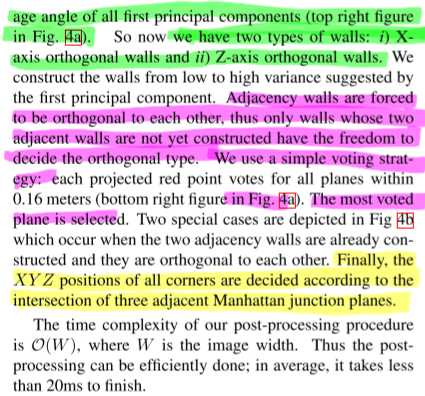 age angle of all first principal components (top right figure
in Fig. 4a). So now we have two types of walls: i) X-
axis orthogonal walls and ii) Z-axis orthogonal walls. We
construct the walls from low to high variance suggested by
the first principal component. Adjacency walls are forced
to be orthogonal to each other, thus only walls whose two
adjacent walls are not yet constructed have the freedom to
decide the orthogonal type. We use a simple voting strat-
egy: each projected red point votes for all planes within
0.16 meters (bottom right figure in Fig. 4a). The most voted
plane is selected. Two special cases are depicted in Fig 4b
which occur when the two adjacency walls are already con-
structed and they are orthogonal to each other. Finally, the
XYZ positions of all corners are decided according to the
intersection of three adjacent Manhattan junction planes.
The time complexity of our post-processing procedure
is O(W), where W is the image width. Thus the post-
processing can be efficiently done; in average, it takes less
than 20ms to finish.